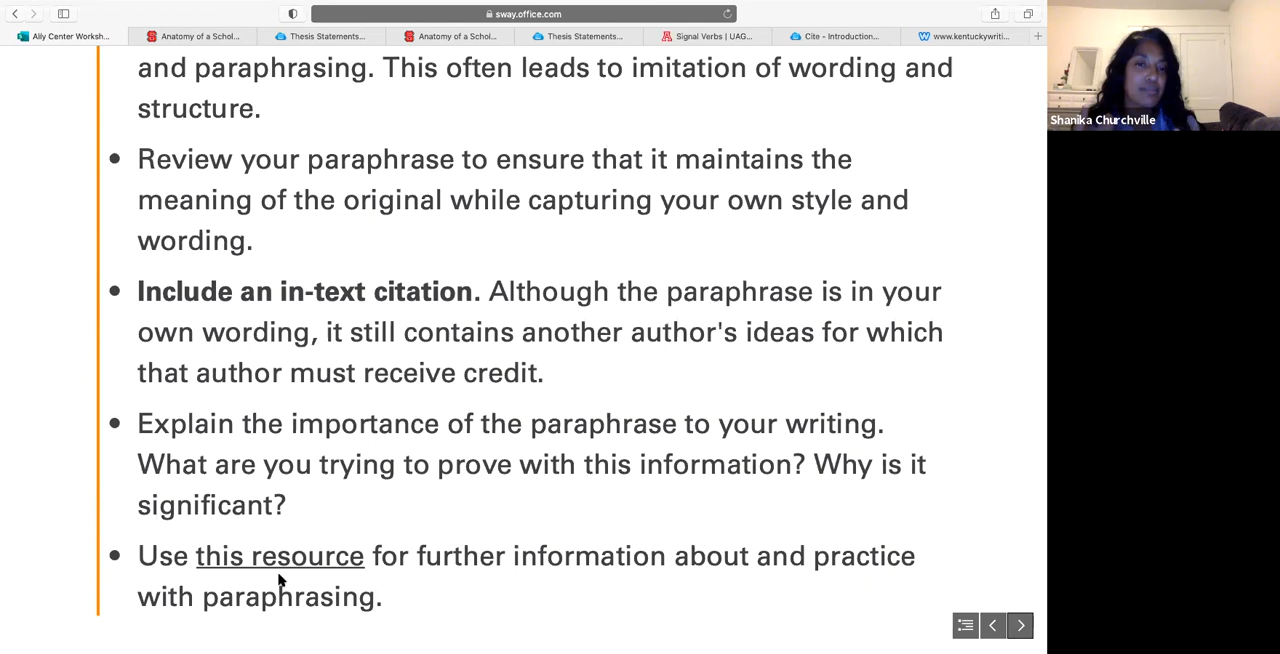 sway.office.com
Ally Center Worksh...
Anatomy of a Schol...
Thesis Statements...
Anatomy of a Schol...
Thesis Statements...
Signal Verbs | UAG...
Cite - Introduction...
www.kentuckywriti...
and paraphrasing. This often leads to imitation of wording and
structure.
• Review your paraphrase to ensure that it maintains the
meaning of the original while capturing your own style and
wording.
• Include an in-text citation. Although the paraphrase is in your
own wording, it still contains another author's ideas for which
that author must receive credit.
• Explain the importance of the paraphrase to your writing.
What are you trying to prove with this information? Why is it
significant?
• Use this resource for further information about and practice
with paraphrasing.
Shanika Churchville